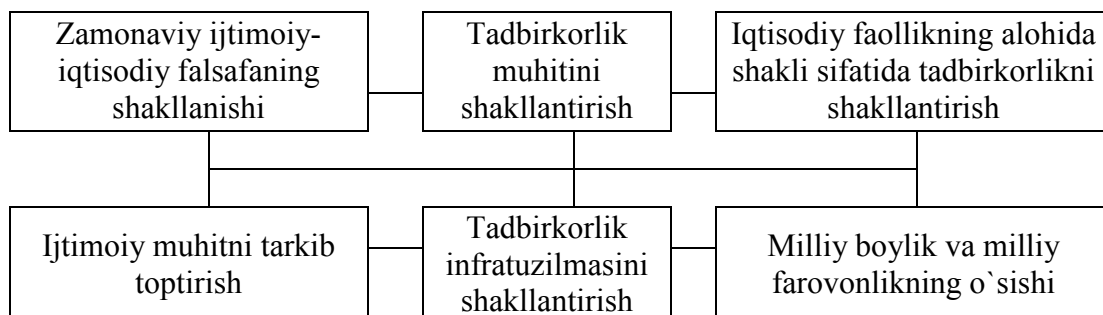 Zamonaviy ijtimoiy-
iqtisodiy falsafaning
shakllanishi
Tadbirkorlik
muhitini
shakllantirish
Iqtisodiy faollikning alohida
shakli sifatida tadbirkorlikni
shakllantirish
Ijtimoiy muhitni tarkib
toptirish
Tadbirkorlik
infratuzilmasini
shakllantirish
Milliy boylik va milliy
farovonlikning o`sishi